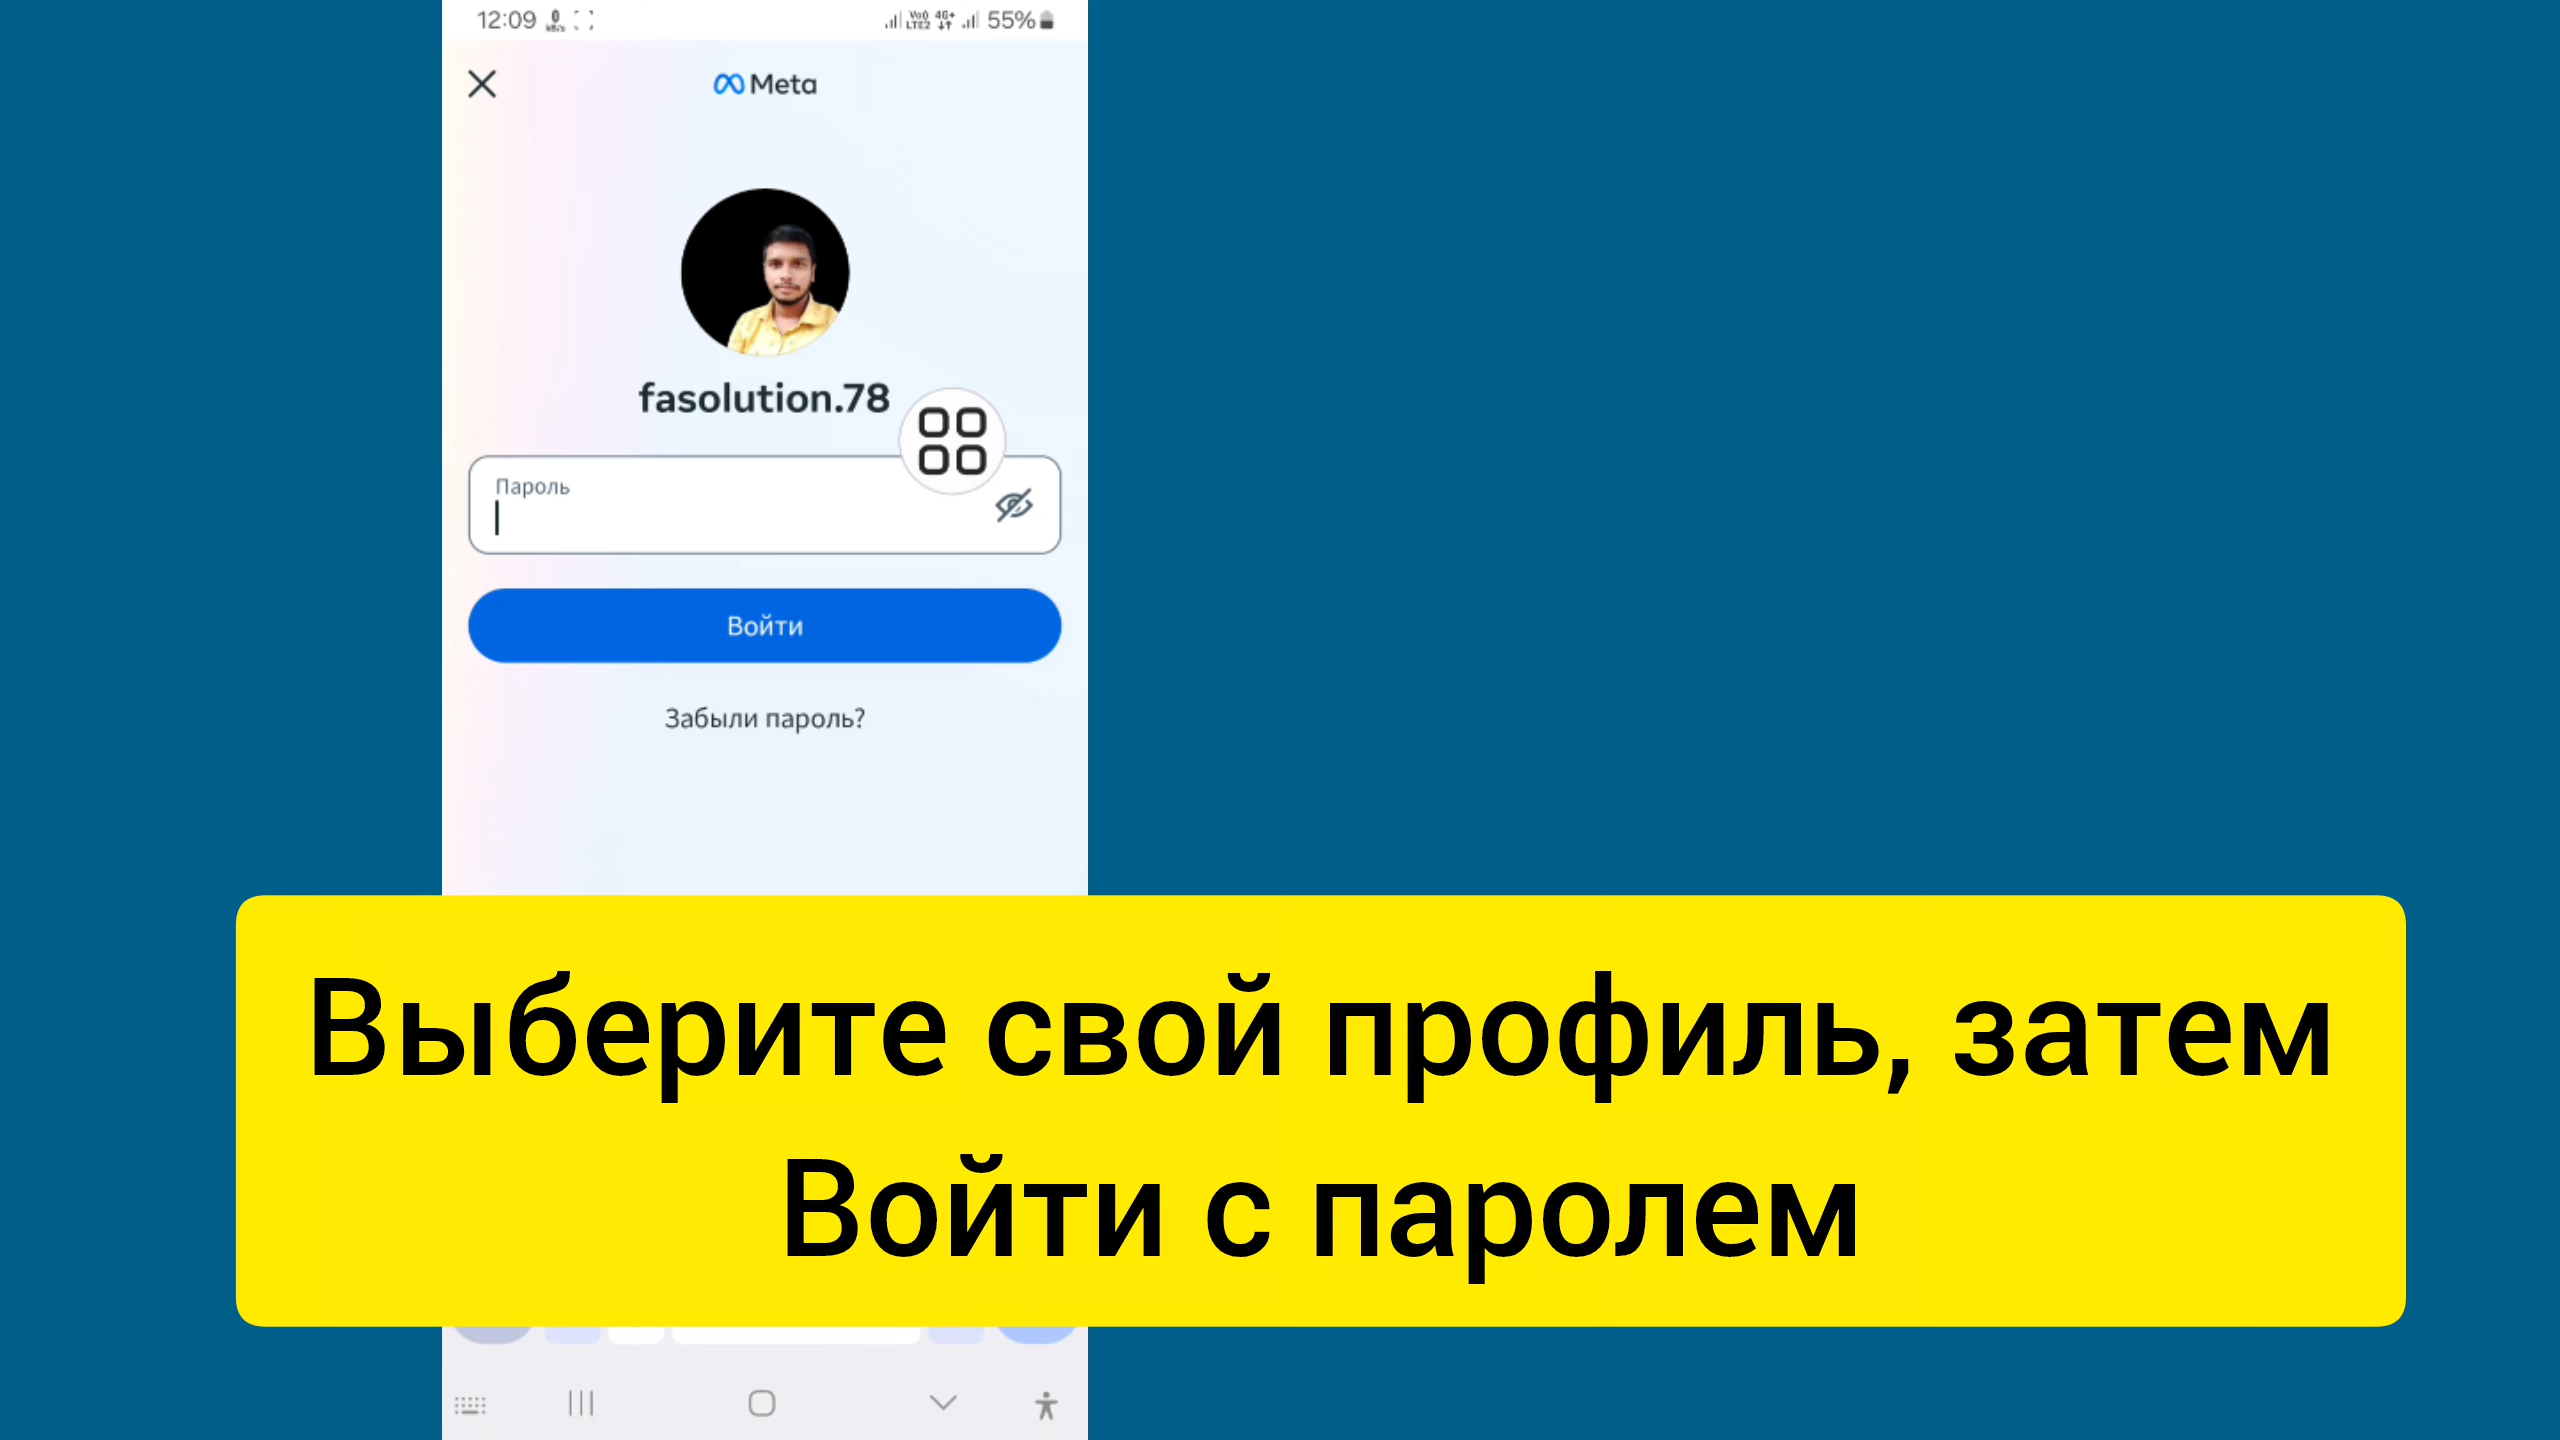 12:09
55%
Meta
fasolution.78
Пароль
Войти
Забыли пароль?
Выберите свой профиль, затем
Войти с паролем